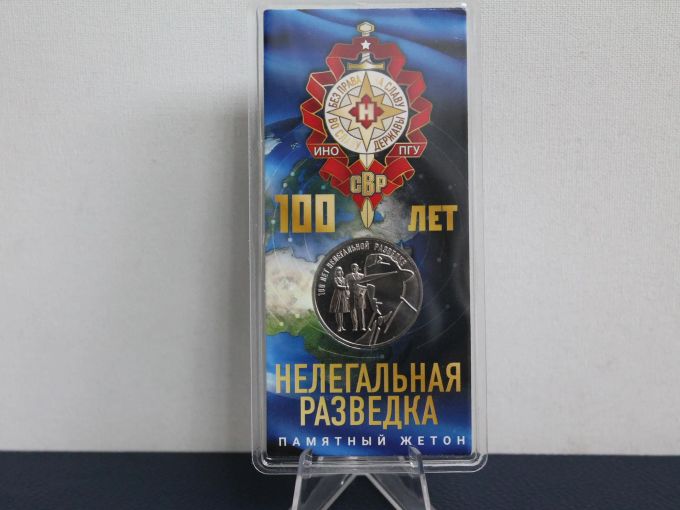 БЕЗ ПРАВА НА СЛАВУ
ВО СЛАВУ ДЕРЖАВЫ
Н
ИНО ПГУ
СВР
100 ЛЕТ
100 ЛЕТ НЕЛЕГАЛЬНОЙ РАЗВЕДКЕ
НЕЛЕГАЛЬНАЯ
РАЗВЕДКА
ПАМЯТНЫЙ ЖЕТОН